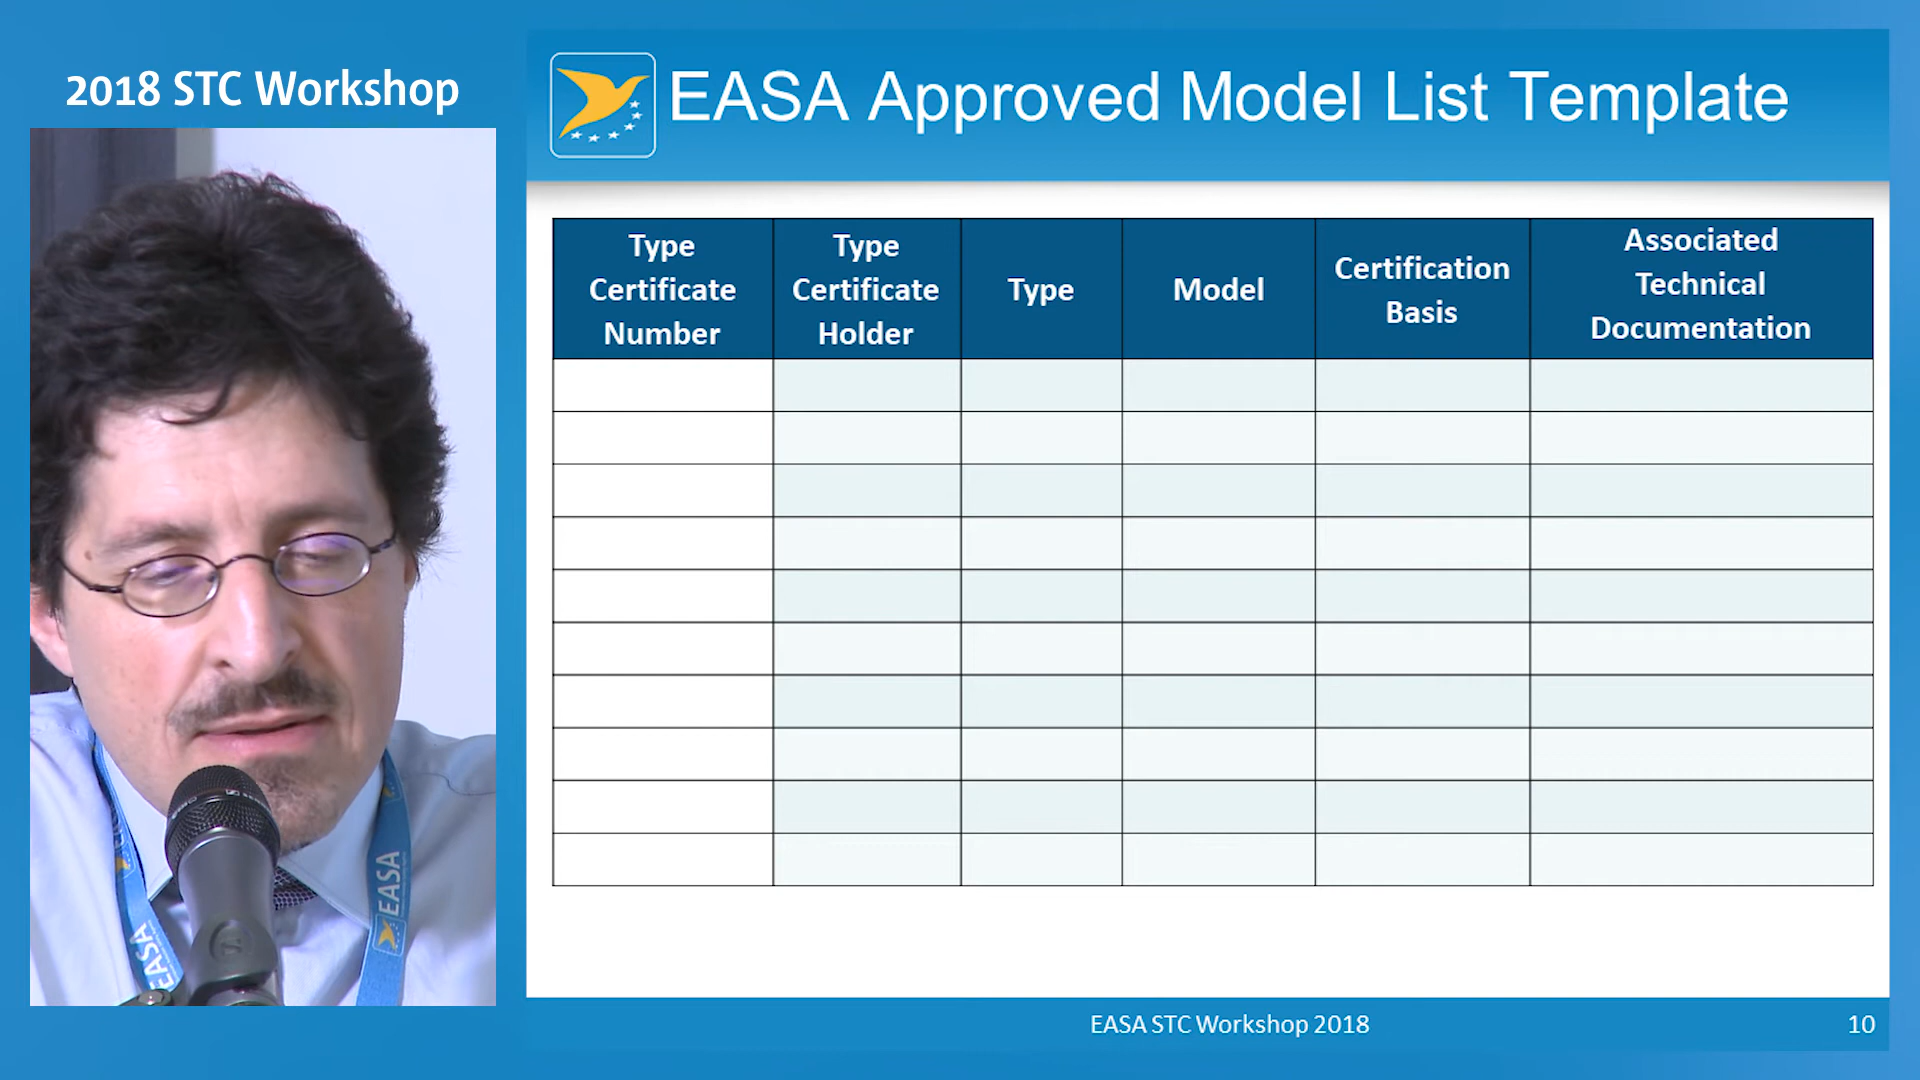 2018 STC Workshop
EASA Approved Model List Template
Type
Certificate
Number
Type
Certificate
Holder
Type
Model
Certification
Basis
Associated
Technical
Documentation
EASA
EASA
EASA STC Workshop 2018
10